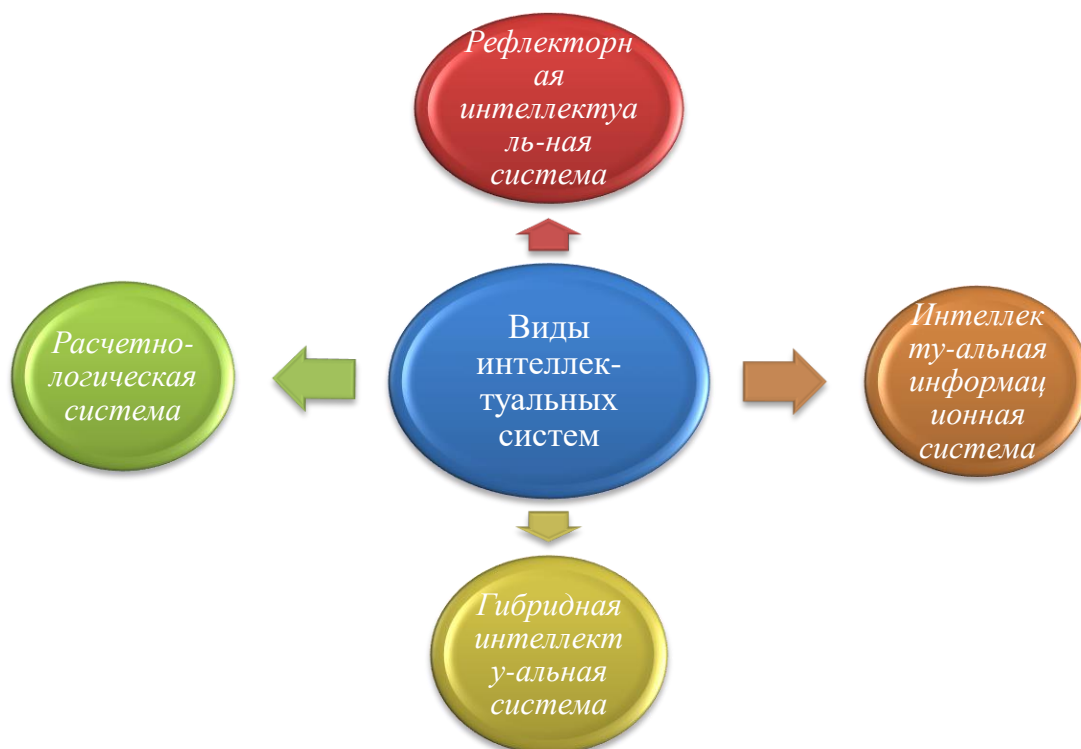 Рефлекторн
ая
интеллектуа
ль-ная
система
Расчетно-
логическая
система
Виды
интеллек-
туальных
систем
Интеллек
ту-альная
информац
ионная
система
Гибридная
интеллект
у-альная
система